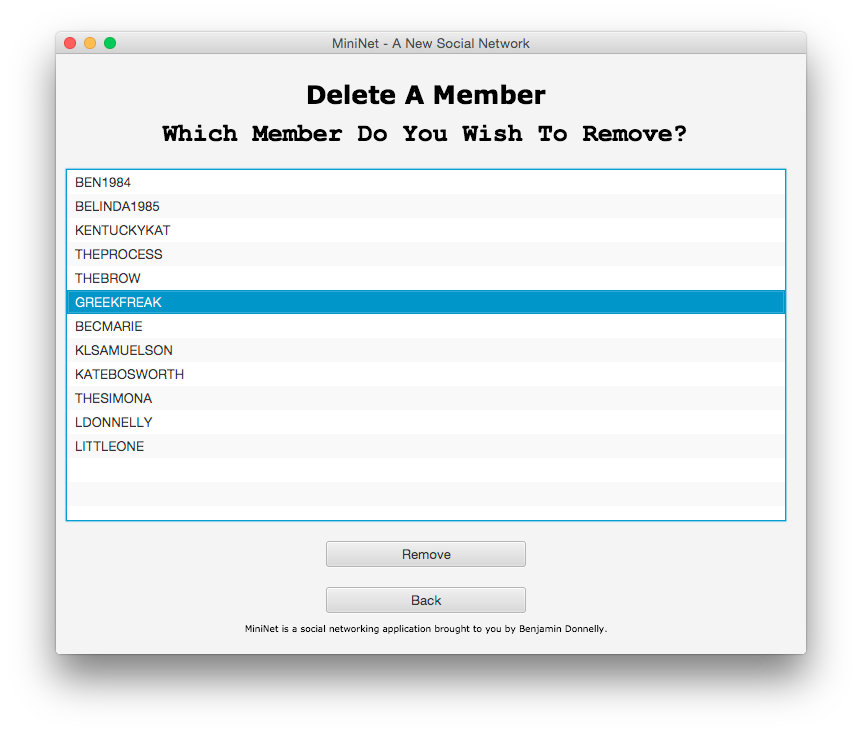 MiniNet - A New Social Network
Delete A Member
Which Member Do You Wish To Remove?
BEN1984
BELINDA1985
KENTUCKYKAT
THEPROCESS
THEBROW
GREEKFREAK
BECMARIE
KLSAMUELSON
KATEBOSWORTH
THESIMONA
LDONNELLY
LITTLEONE
Remove
Back
MiniNet is a social networking application brought to you by Benjamin Donnelly.